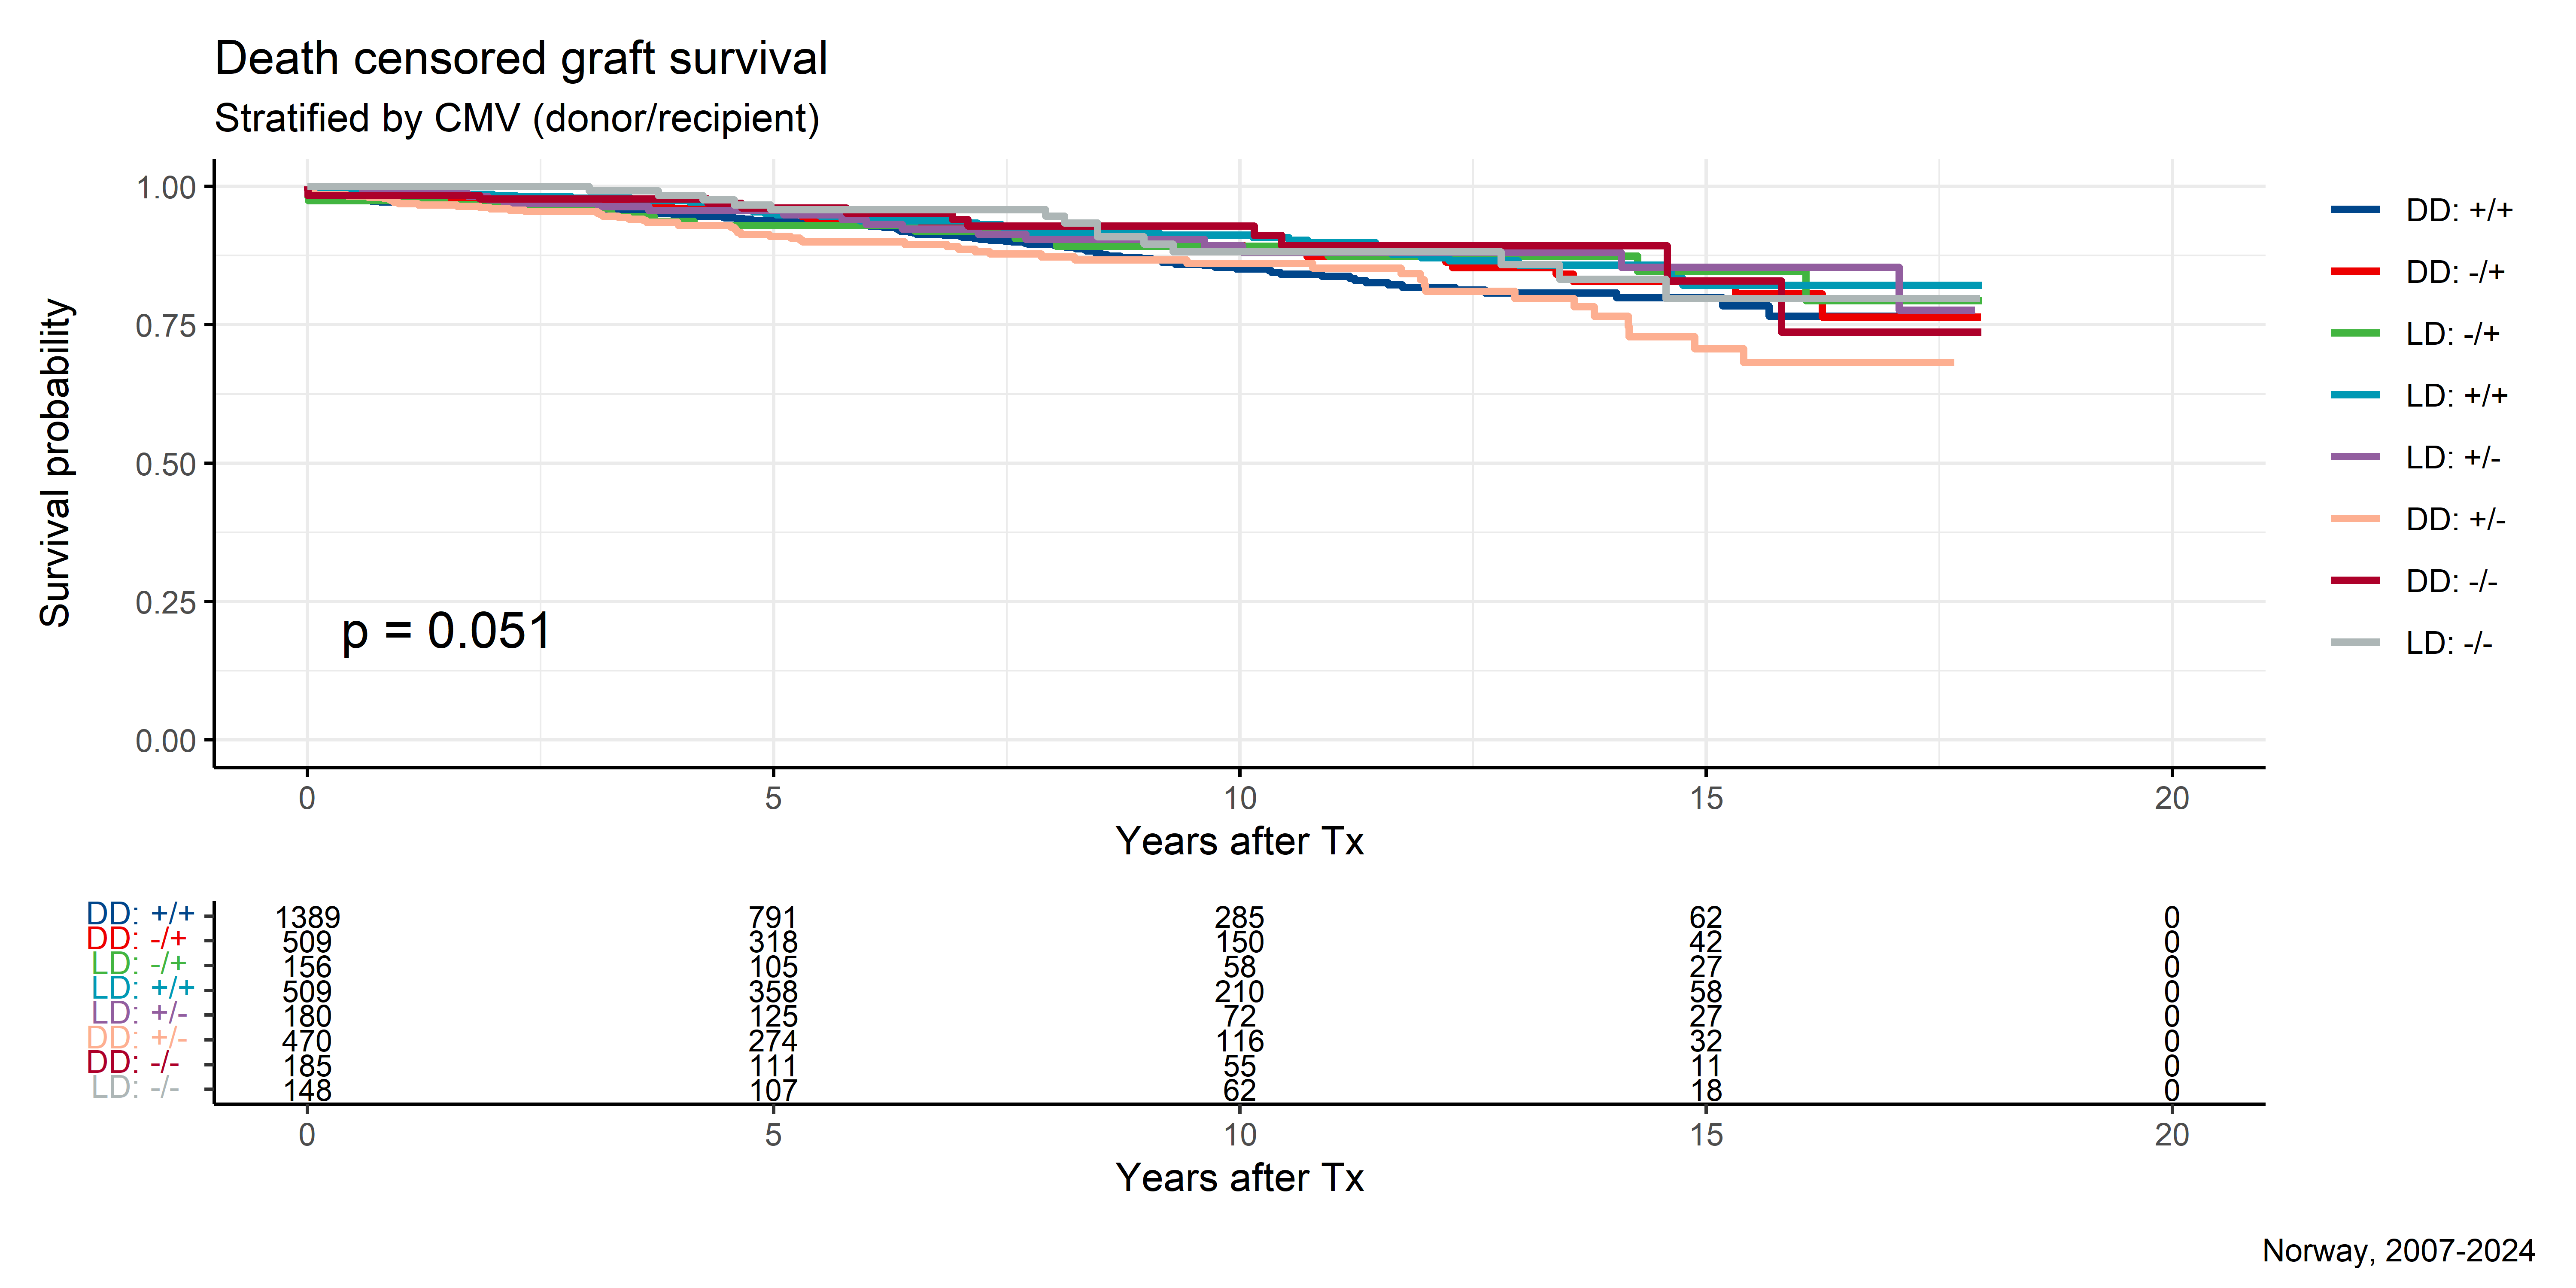 Death censored graft survival
Stratified by CMV (donor/recipient)
Survival probability
1.00
0.75
0.50
0.25
0.00
p = 0.051
0 5 10 15 20
Years after Tx
DD: +/+
DD: -/+
LD: -/+
LD: +/+
LD: +/-
DD: +/-
DD: -/-
LD: -/-
DD: +/+ 1389 791 285 62 0
DD: -/+ 509 318 150 42 0
LD: -/+ 156 105 58 27 0
LD: +/+ 509 358 210 58 0
LD: +/- 180 125 72 27 0
DD: +/- 470 274 116 32 0
DD: -/- 185 111 55 11 0
LD: -/- 148 107 62 18 0
0 5 10 15 20
Years after Tx
Norway, 2007-2024